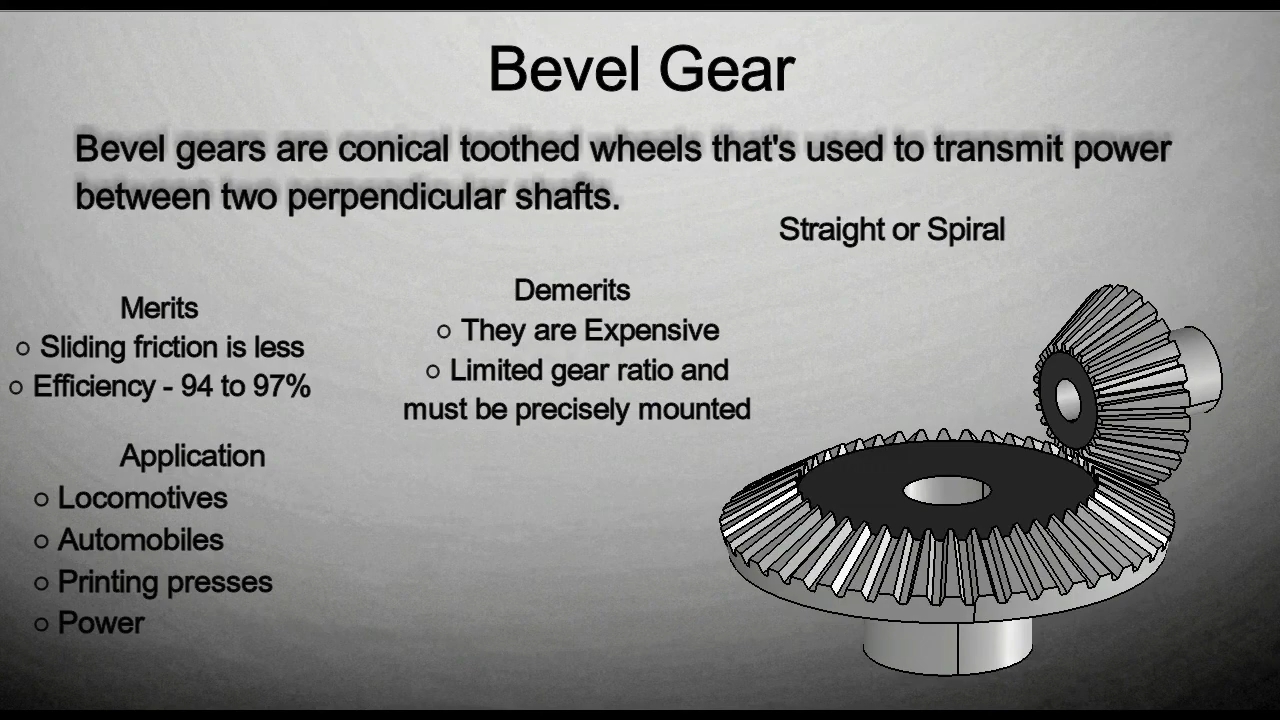 Bevel Gear
Bevel gears are conical toothed wheels that's used to transmit power
between two perpendicular shafts.
Straight or Spiral
Merits
○ Sliding friction is less
○ Efficiency - 94 to 97%
Demerits
○ They are Expensive
○ Limited gear ratio and
must be precisely mounted
Application
○ Locomotives
○ Automobiles
○ Printing presses
○ Power